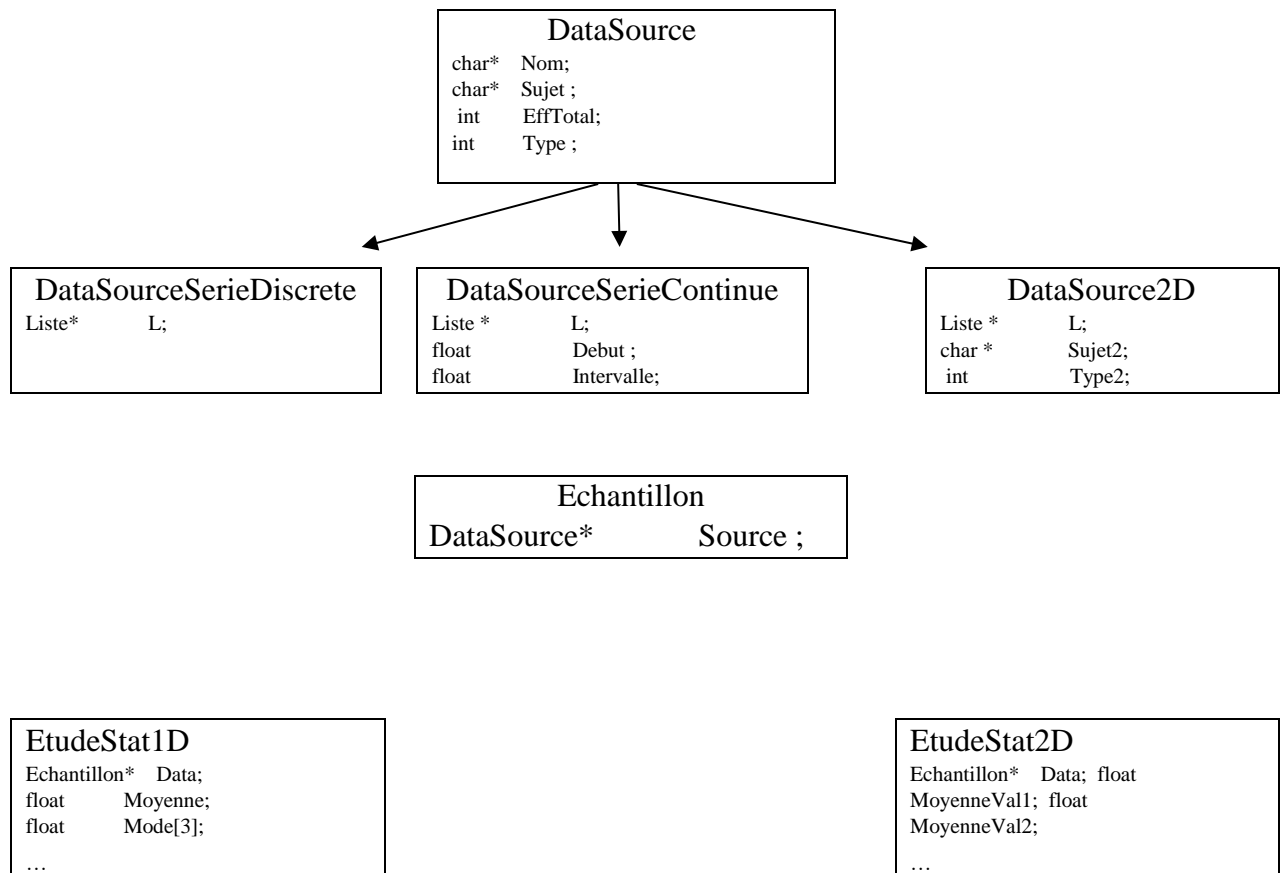 DataSource
char* Nom;
char* Sujet ;
int EffTotal;
int Type ;
DataSourceSerieDiscrete
Liste* L;
DataSourceSerieContinue
Liste * L;
float Debut ;
float Intervalle;
DataSource2D
Liste * L;
char * Sujet2;
int Type2;
Echantillon
DataSource* Source ;
EtudeStat1D
Echantillon* Data;
float Moyenne;
float Mode[3];
…
EtudeStat2D
Echantillon* Data; float
MoyenneVal1; float
MoyenneVal2;
…